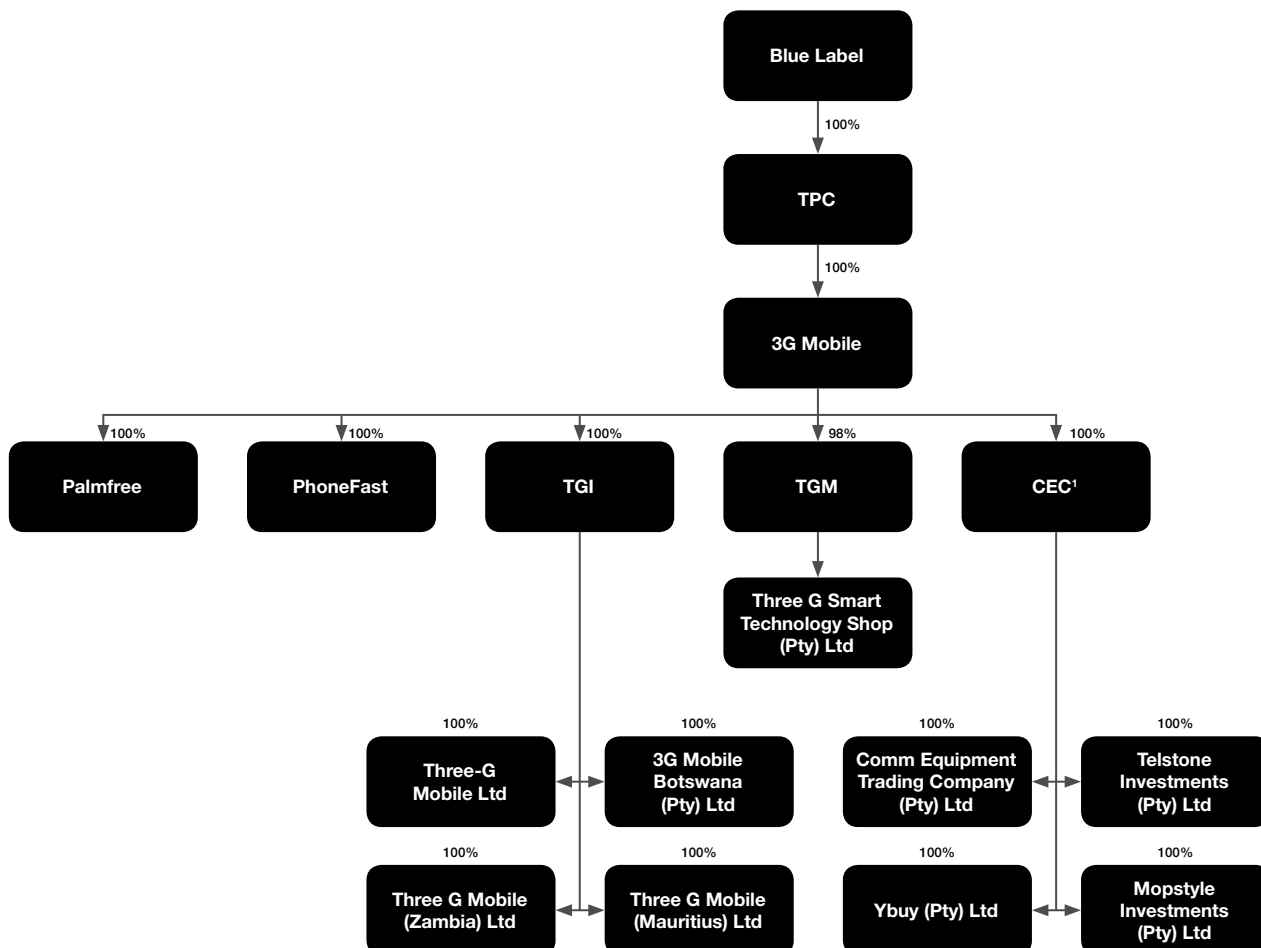 Blue Label
100%
TPC
100%
3G Mobile
100%
100%
100%
98%
100%
Palmfree
PhoneFast
TGI
TGM
CEC¹
Three G Smart
Technology Shop
(Pty) Ltd
100%
100%
100%
100%
Three-G
Mobile Ltd
3G Mobile
Botswana
(Pty) Ltd
Comm Equipment
Trading Company
(Pty) Ltd
Telstone
Investments
(Pty) Ltd
100%
100%
100%
100%
Three G Mobile
(Zambia) Ltd
Three G Mobile
(Mauritius) Ltd
Ybuy (Pty) Ltd
Mopstyle
Investments
(Pty) Ltd